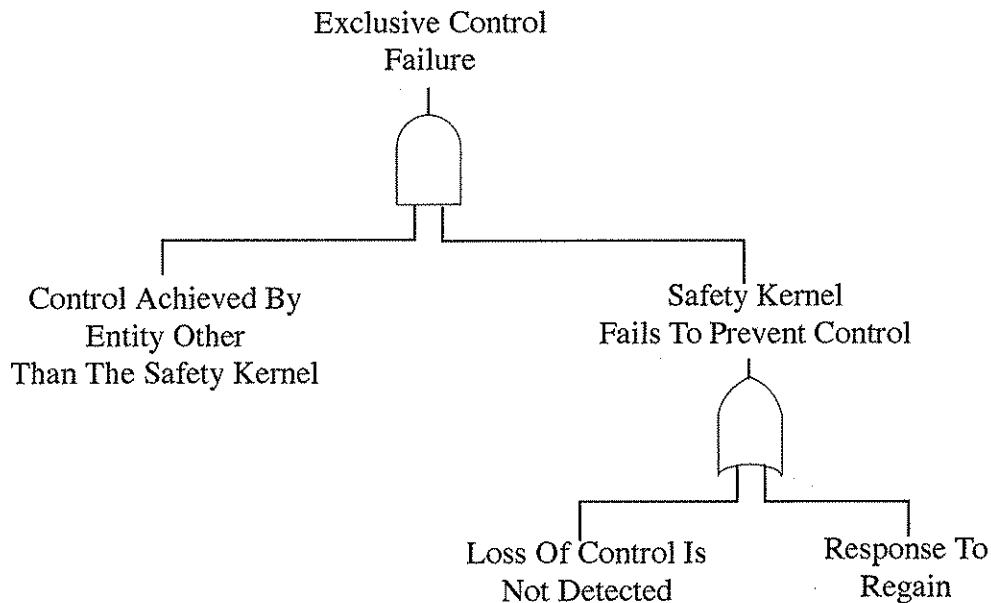 Exclusive Control
Failure
Control Achieved By
Entity Other
Than The Safety Kernel
Safety Kernel
Fails To Prevent Control
Loss Of Control Is
Not Detected
Response To
Regain